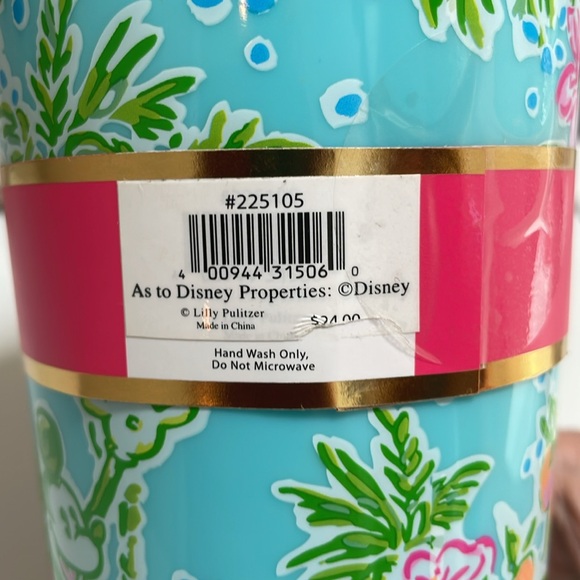 #225105
4 00944 31506 0
As to Disney Properties: ©Disney
© Lilly Pulitzer
Made in China
$24.00
Hand Wash Only,
Do Not Microwave